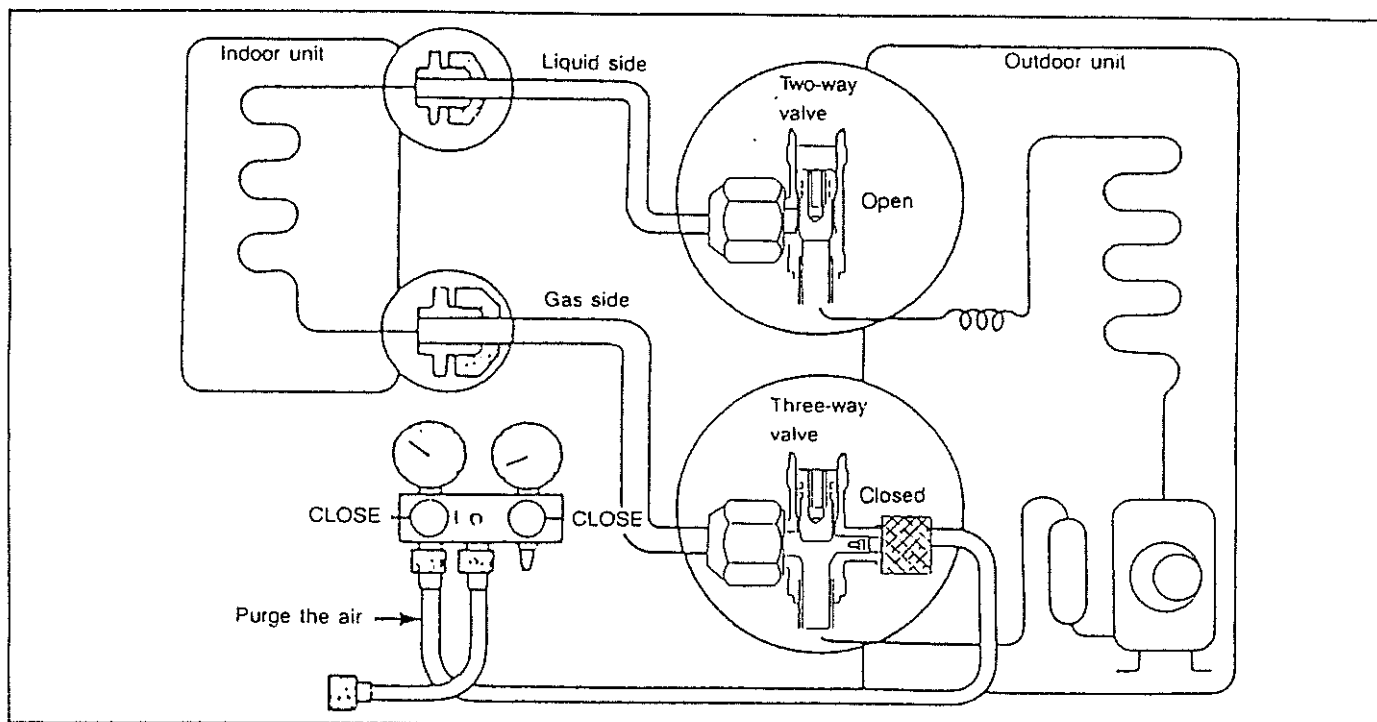 Indoor unit
Liquid side
Two-way
valve
Open
Outdoor unit
Gas side
Three-way
valve
Closed
CLOSE
CLOSE
Purge the air